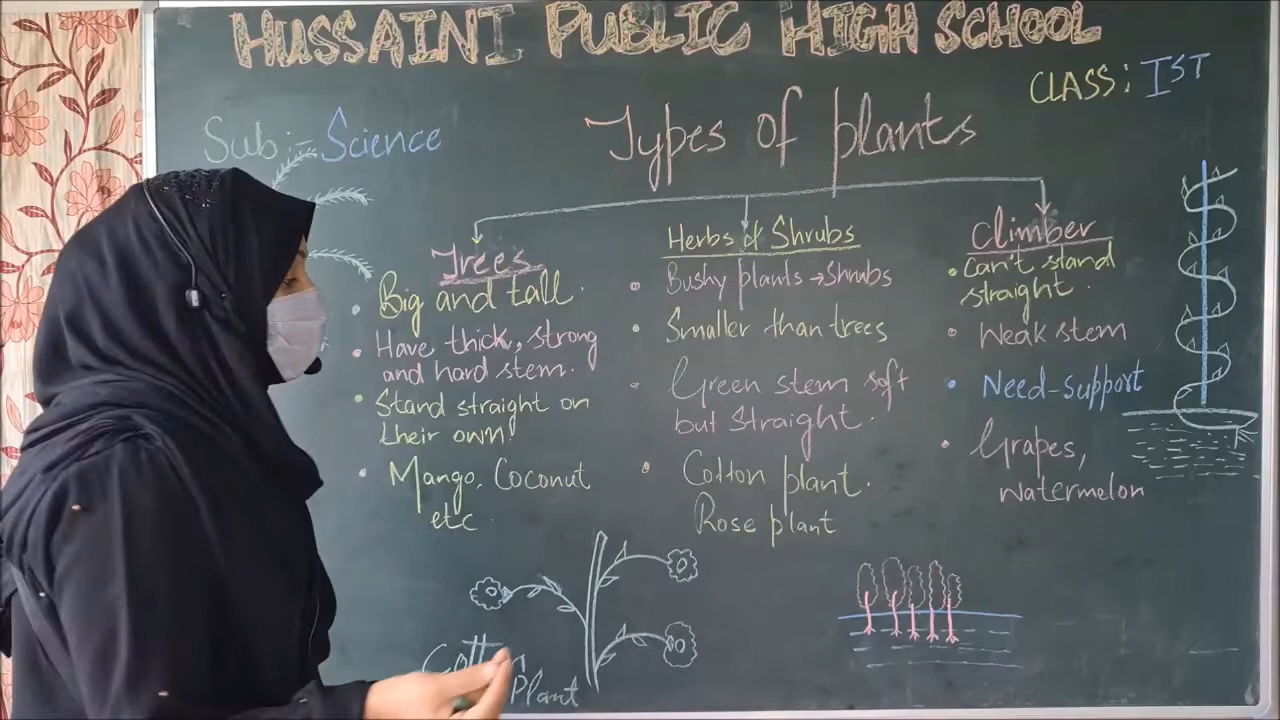 HUSSAINI PUBLIC HIGH SCHOOL
CLASS: IST
Sub:- Science
Types of plants
Trees
• Big and tall.
• Have thick, strong
and hard stem.
• Stand straight on
their own.
• Mango, Coconut
etc
Herbs & Shrubs
• Bushy plants → Shrubs
• Smaller than trees
• Green stem soft
but straight.
• Cotton plant.
Rose plant
Climber
• Can't stand
straight.
• Weak stem
• Need-support
• Grapes,
watermelon
Cotton
Plant